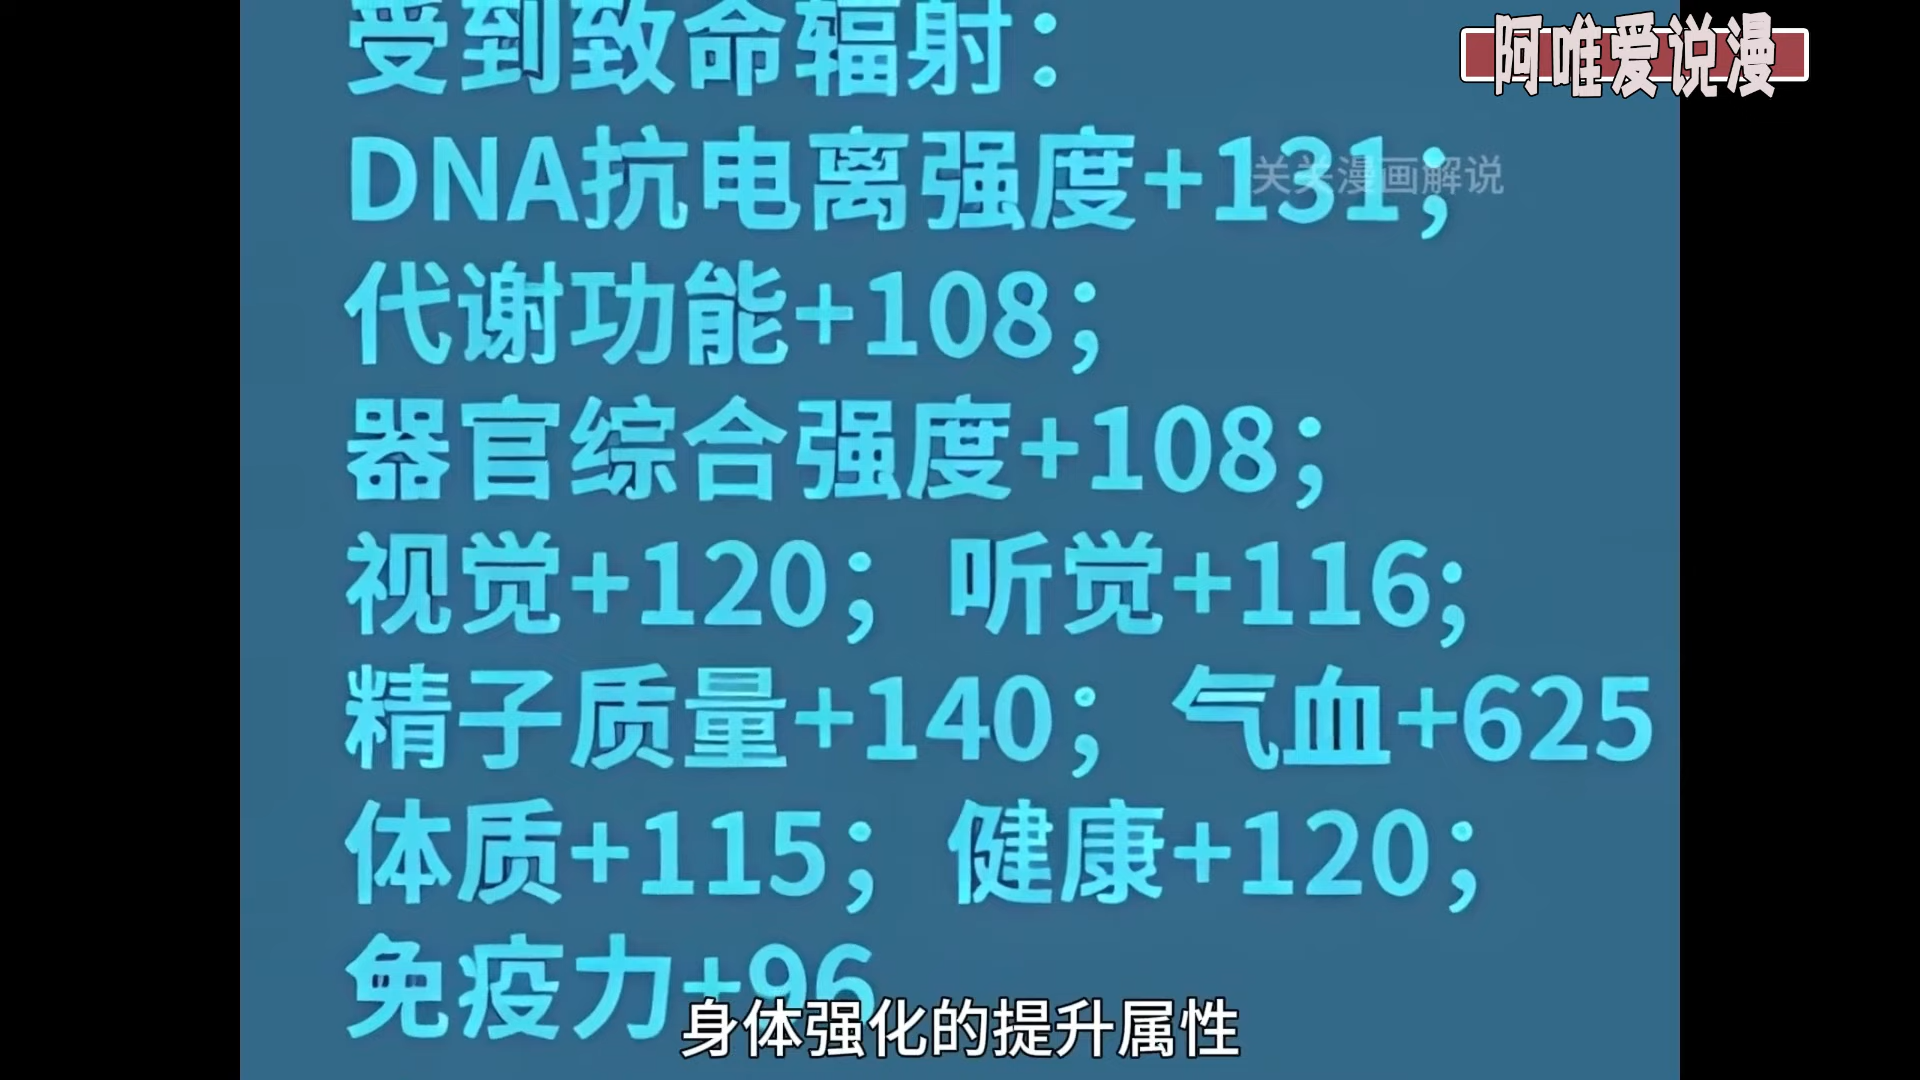 受到致命辐射：
阿唯爱说漫
DNA抗电离强度+131；
关关漫画解说
代谢功能+108；
器官综合强度+108；
视觉+120；听觉+116；
精子质量+140；气血+625
体质+115；健康+120；
免疫力+96
身体强化的提升属性